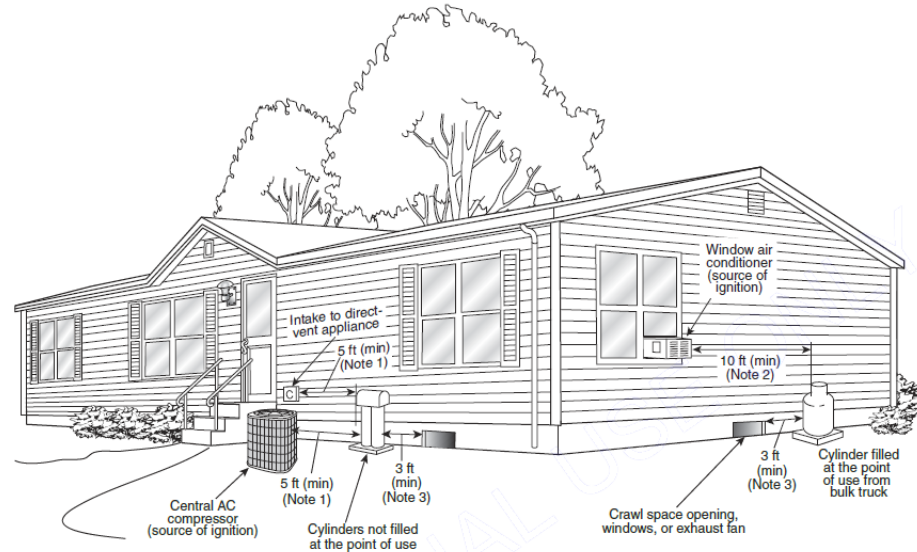 Window air
conditioner
(source of
ignition)
Intake to direct-
vent appliance
5 ft (min)
(Note 1)
10 ft (min)
(Note 2)
5 ft (min)
(Note 1)
3 ft
(min)
(Note 3)
3 ft
(min)
(Note 3)
Cylinder filled
at the point
of use from
bulk truck
Central AC
compressor
(source of ignition)
Cylinders not filled
at the point of use
Crawl space opening,
windows, or exhaust fan